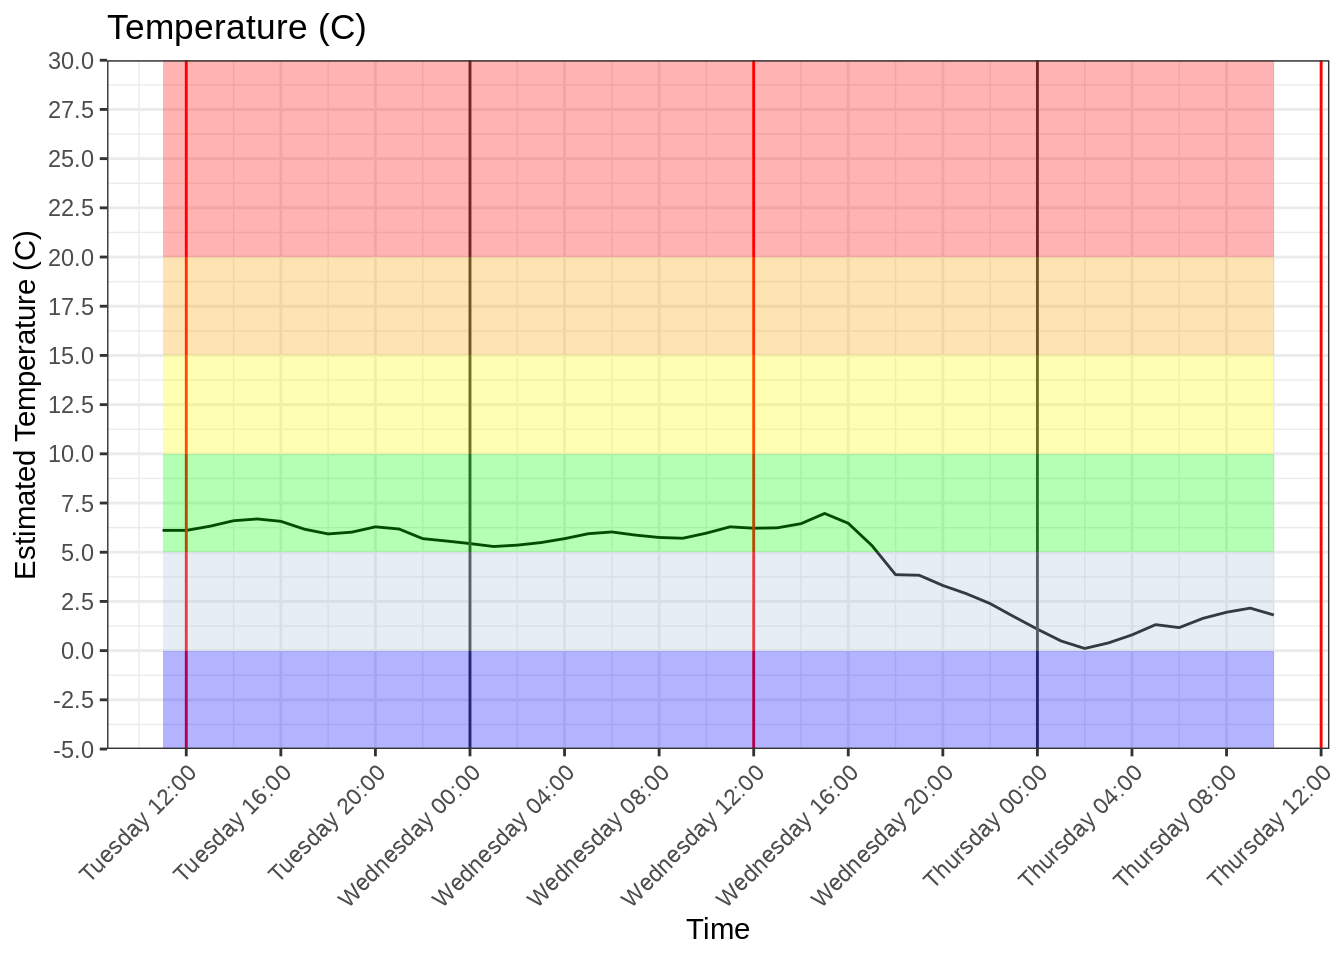 Temperature (C)
30.0
27.5
25.0
22.5
20.0
17.5
15.0
12.5
10.0
7.5
5.0
2.5
0.0
-2.5
-5.0
Estimated Temperature (C)
Tuesday 12:00
Tuesday 16:00
Tuesday 20:00
Wednesday 00:00
Wednesday 04:00
Wednesday 08:00
Wednesday 12:00
Wednesday 16:00
Wednesday 20:00
Thursday 00:00
Thursday 04:00
Thursday 08:00
Thursday 12:00
Time